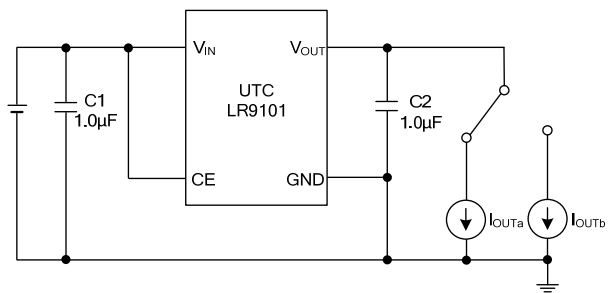 VIN
VOUT
UTC
LR9101
C1
1.0µF
C2
1.0µF
CE
GND
IOUTa
IOUTb